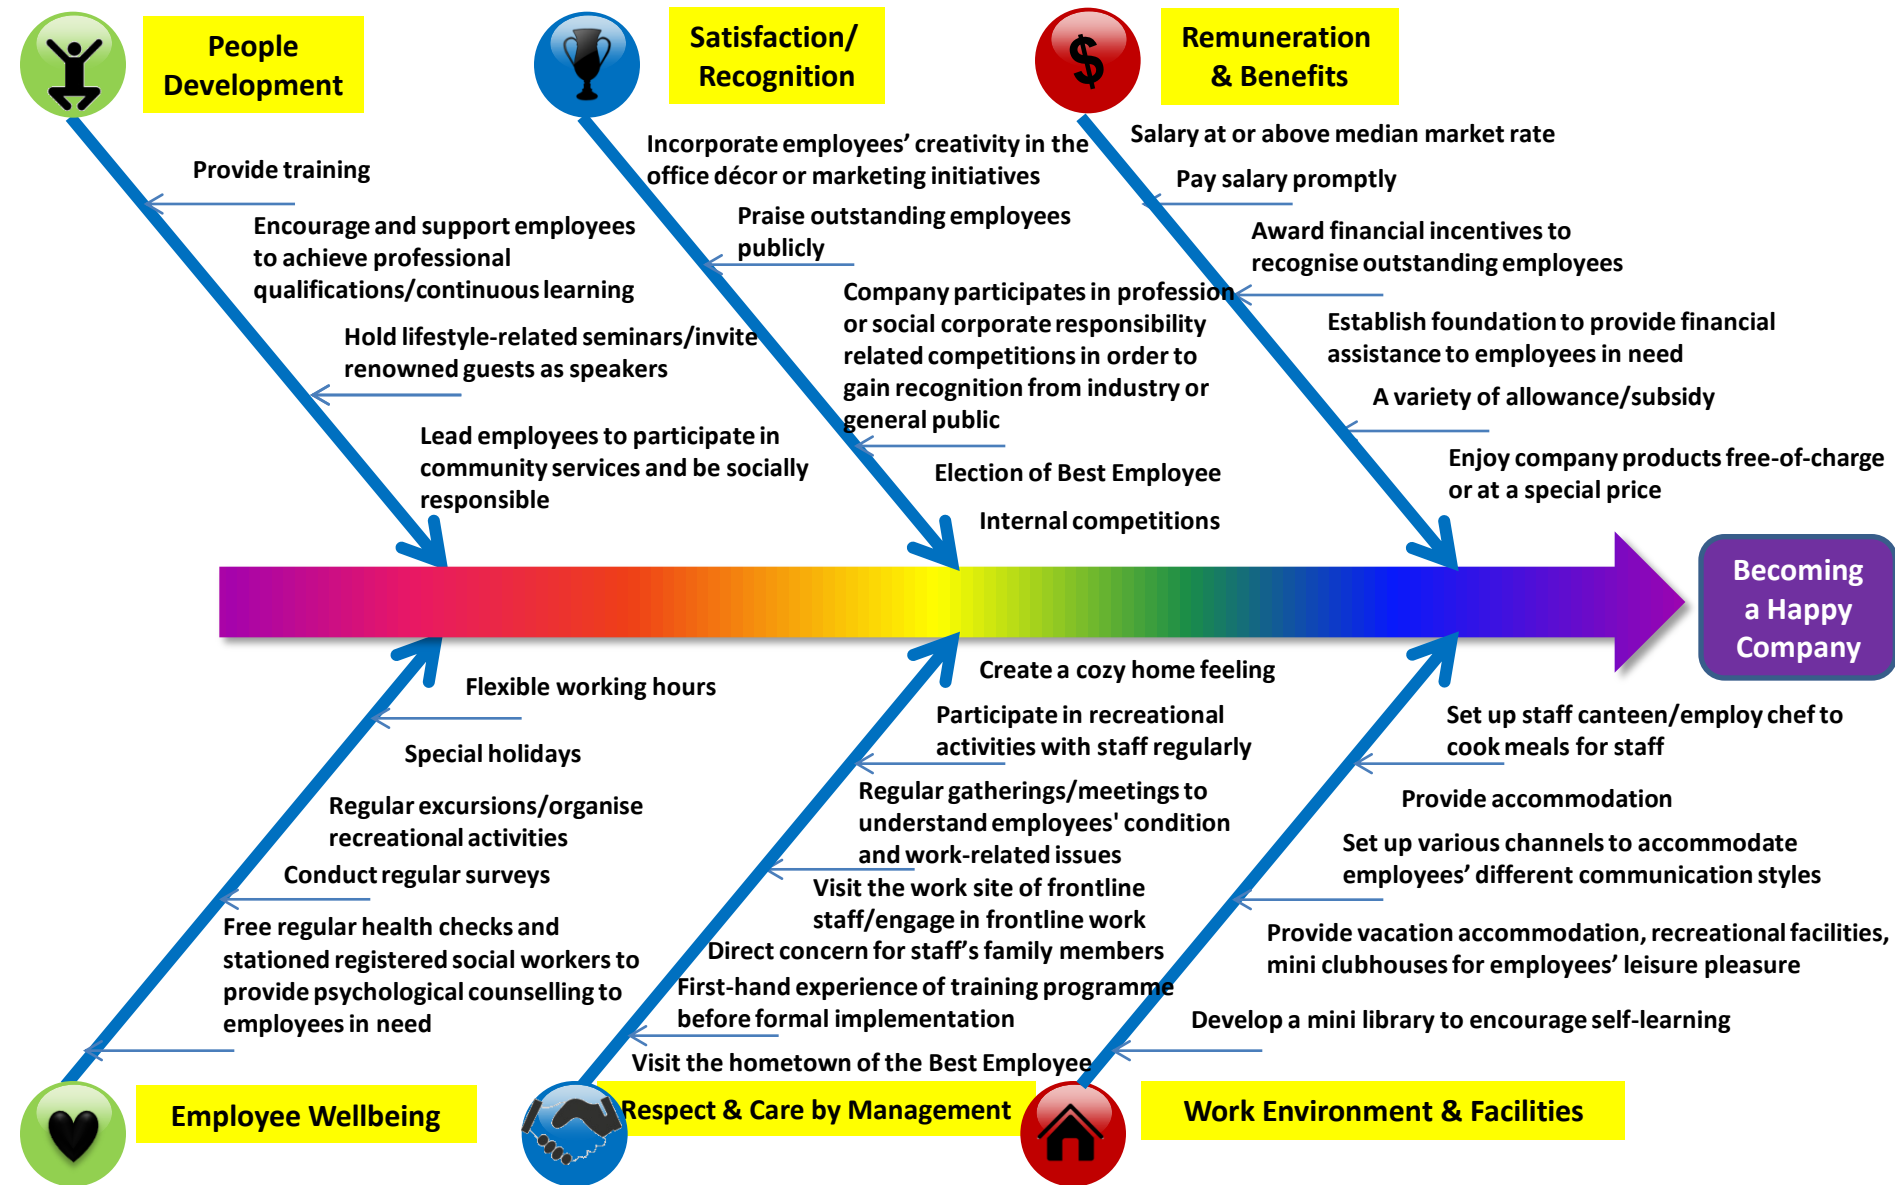 People
Development
Provide training
Encourage and support employees
to achieve professional
qualifications/continuous learning
Hold lifestyle-related seminars/invite
renowned guests as speakers
Lead employees to participate in
community services and be socially
responsible
Satisfaction/
Recognition
Incorporate employees’ creativity in the
office décor or marketing initiatives
Praise outstanding employees
publicly
Company participates in profession
or social corporate responsibility
related competitions in order to
gain recognition from industry or
general public
Election of Best Employee
Internal competitions
Remuneration
& Benefits
Salary at or above median market rate
Pay salary promptly
Award financial incentives to
recognise outstanding employees
Establish foundation to provide financial
assistance to employees in need
A variety of allowance/subsidy
Enjoy company products free-of-charge
or at a special price
Becoming
a Happy
Company
Flexible working hours
Special holidays
Regular excursions/organise
recreational activities
Conduct regular surveys
Free regular health checks and
stationed registered social workers to
provide psychological counselling to
employees in need
Employee Wellbeing
Create a cozy home feeling
Participate in recreational
activities with staff regularly
Regular gatherings/meetings to
understand employees' condition
and work-related issues
Visit the work site of frontline
staff/engage in frontline work
Direct concern for staff’s family members
First-hand experience of training programme
before formal implementation
Visit the hometown of the Best Employee
Respect & Care by Management
Set up staff canteen/employ chef to
cook meals for staff
Provide accommodation
Set up various channels to accommodate
employees’ different communication styles
Provide vacation accommodation, recreational facilities,
mini clubhouses for employees’ leisure pleasure
Develop a mini library to encourage self-learning
Work Environment & Facilities
$